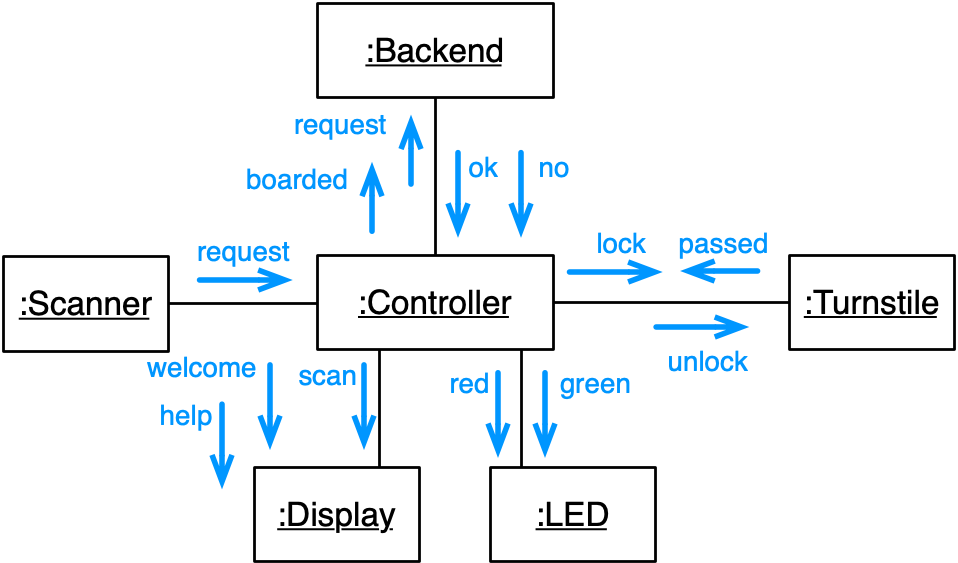 :Backend
request
boarded
ok
no
request
lock
passed
:Scanner
:Controller
:Turnstile
welcome
scan
red
green
unlock
help
:Display
:LED